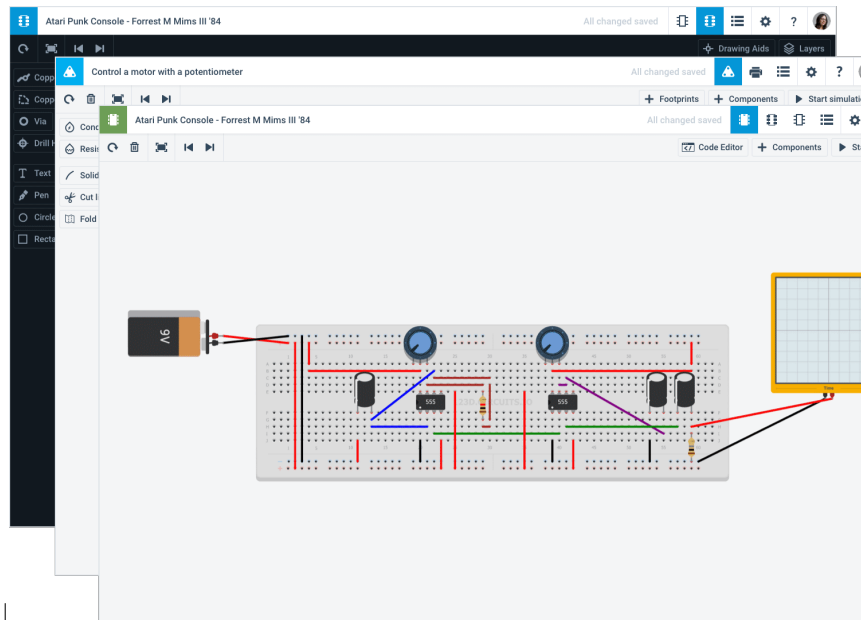 Atari Punk Console - Forrest M Mims III '84
All changed saved
?
Drawing Aids
Layers
Copp
Control a motor with a potentiometer
All changed saved
?
Copp
+ Footprints
+ Components
Start simulati
Via
Cond
Atari Punk Console - Forrest M Mims III '84
All changed saved
Drill H
Resis
Code Editor
+ Components
St
Text
Solid
Pen
Cut li
Circle
Fold
Recta
9V
555
555